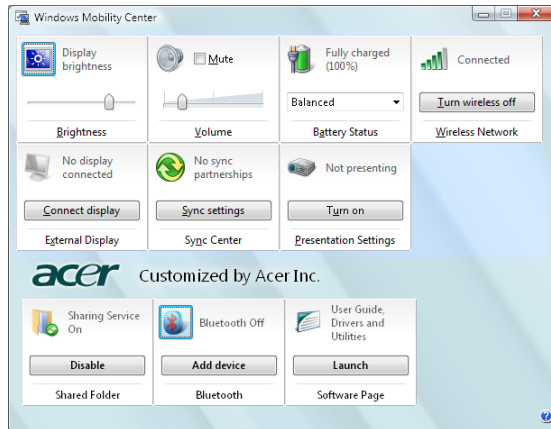 Windows Mobility Center
Display
brightness
Brightness
Mute
Volume
Fully charged
(100%)
Balanced
Battery Status
Connected
Turn wireless off
Wireless Network
No display
connected
Connect display
External Display
No sync
partnerships
Sync settings
Sync Center
Not presenting
Turn on
Presentation Settings
acer Customized by Acer Inc.
Sharing Service
On
Disable
Shared Folder
Bluetooth Off
Add device
Bluetooth
User Guide,
Drivers and
Utilities
Launch
Software Page